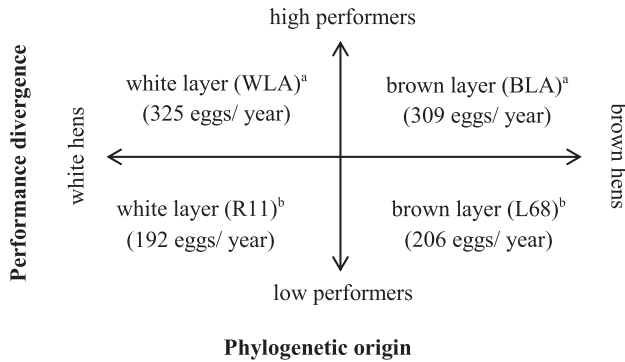 high performers
Performance divergence
white hens
white layer (WLA)ᵃ
(325 eggs/ year)
brown layer (BLA)ᵃ
(309 eggs/ year)
brown hens
white layer (R11)ᵇ
(192 eggs/ year)
brown layer (L68)ᵇ
(206 eggs/ year)
low performers
Phylogenetic origin